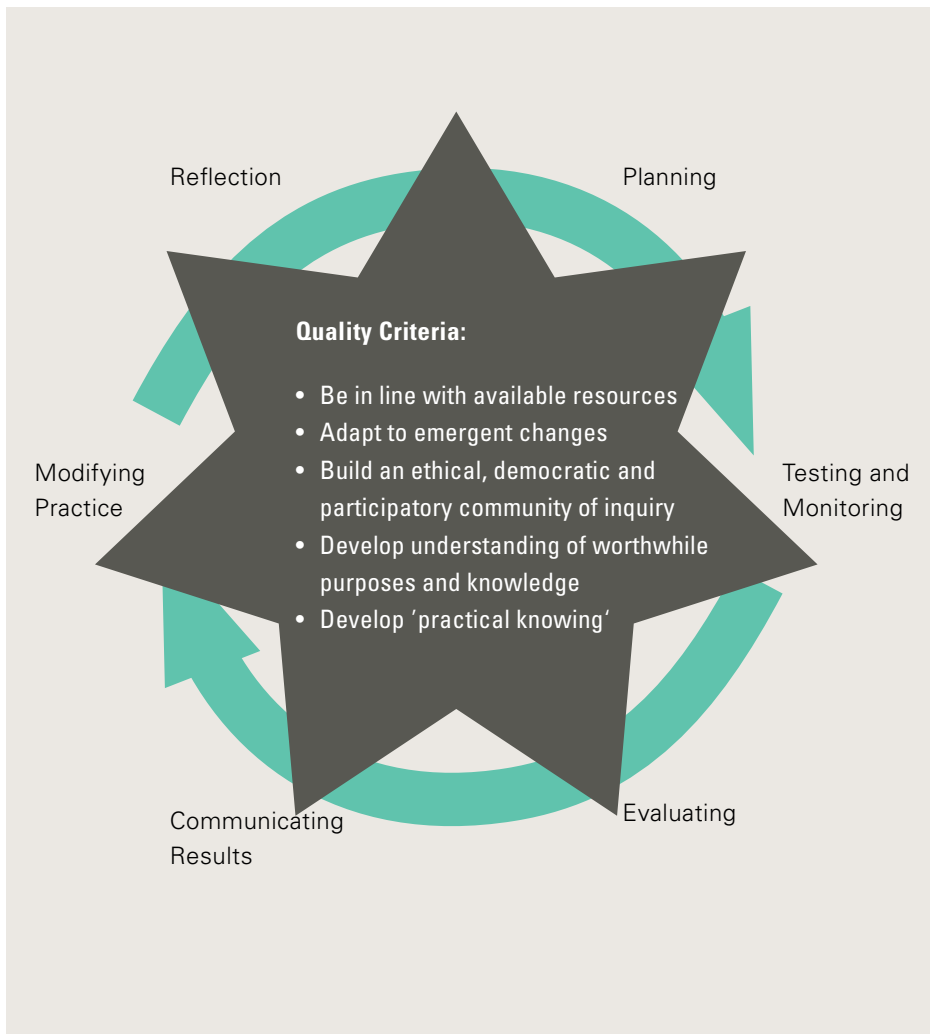 Reflection
Planning
Quality Criteria:
• Be in line with available resources
• Adapt to emergent changes
• Build an ethical, democratic and
participatory community of inquiry
• Develop understanding of worthwhile
purposes and knowledge
• Develop ’practical knowing‘
Modifying
Practice
Testing and
Monitoring
Communicating
Results
Evaluating